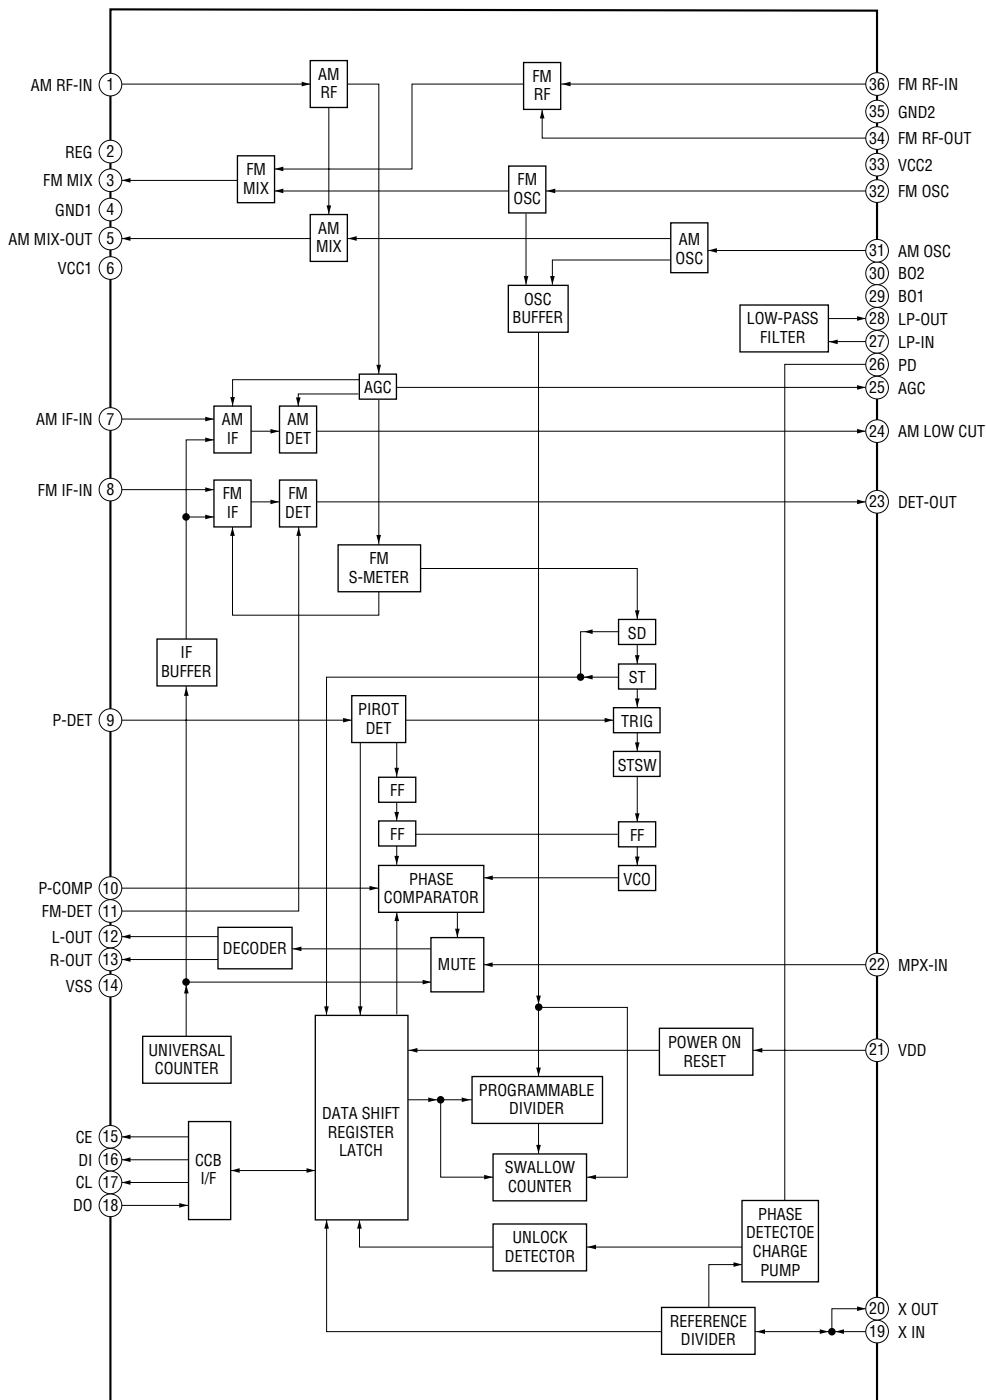 AM RF-IN 1
AM
RF
FM
RF
36 FM RF-IN
35 GND2
34 FM RF-OUT
REG 2
33 VCC2
FM MIX 3
FM
MIX
FM
OSC
32 FM OSC
GND1 4
AM MIX-OUT 5
AM
MIX
AM
OSC
31 AM OSC
VCC1 6
30 BO2
OSC
BUFFER
29 BO1
LOW-PASS
FILTER
28 LP-OUT
27 LP-IN
26 PD
AGC
25 AGC
AM IF-IN 7
AM
IF
AM
DET
24 AM LOW CUT
FM IF-IN 8
FM
IF
FM
DET
23 DET-OUT
FM
S-METER
SD
IF
BUFFER
ST
P-DET 9
PIROT
DET
TRIG
STSW
FF
FF
FF
P-COMP 10
PHASE
COMPARATOR
VCO
FM-DET 11
L-OUT 12
DECODER
R-OUT 13
MUTE
22 MPX-IN
VSS 14
UNIVERSAL
COUNTER
POWER ON
RESET
21 VDD
DATA SHIFT
REGISTER
LATCH
PROGRAMMABLE
DIVIDER
CE 15
DI 16
CL 17
DO 18
CCB
I/F
SWALLOW
COUNTER
UNLOCK
DETECTOR
PHASE
DETECTOE
CHARGE
PUMP
REFERENCE
DIVIDER
20 X OUT
19 X IN